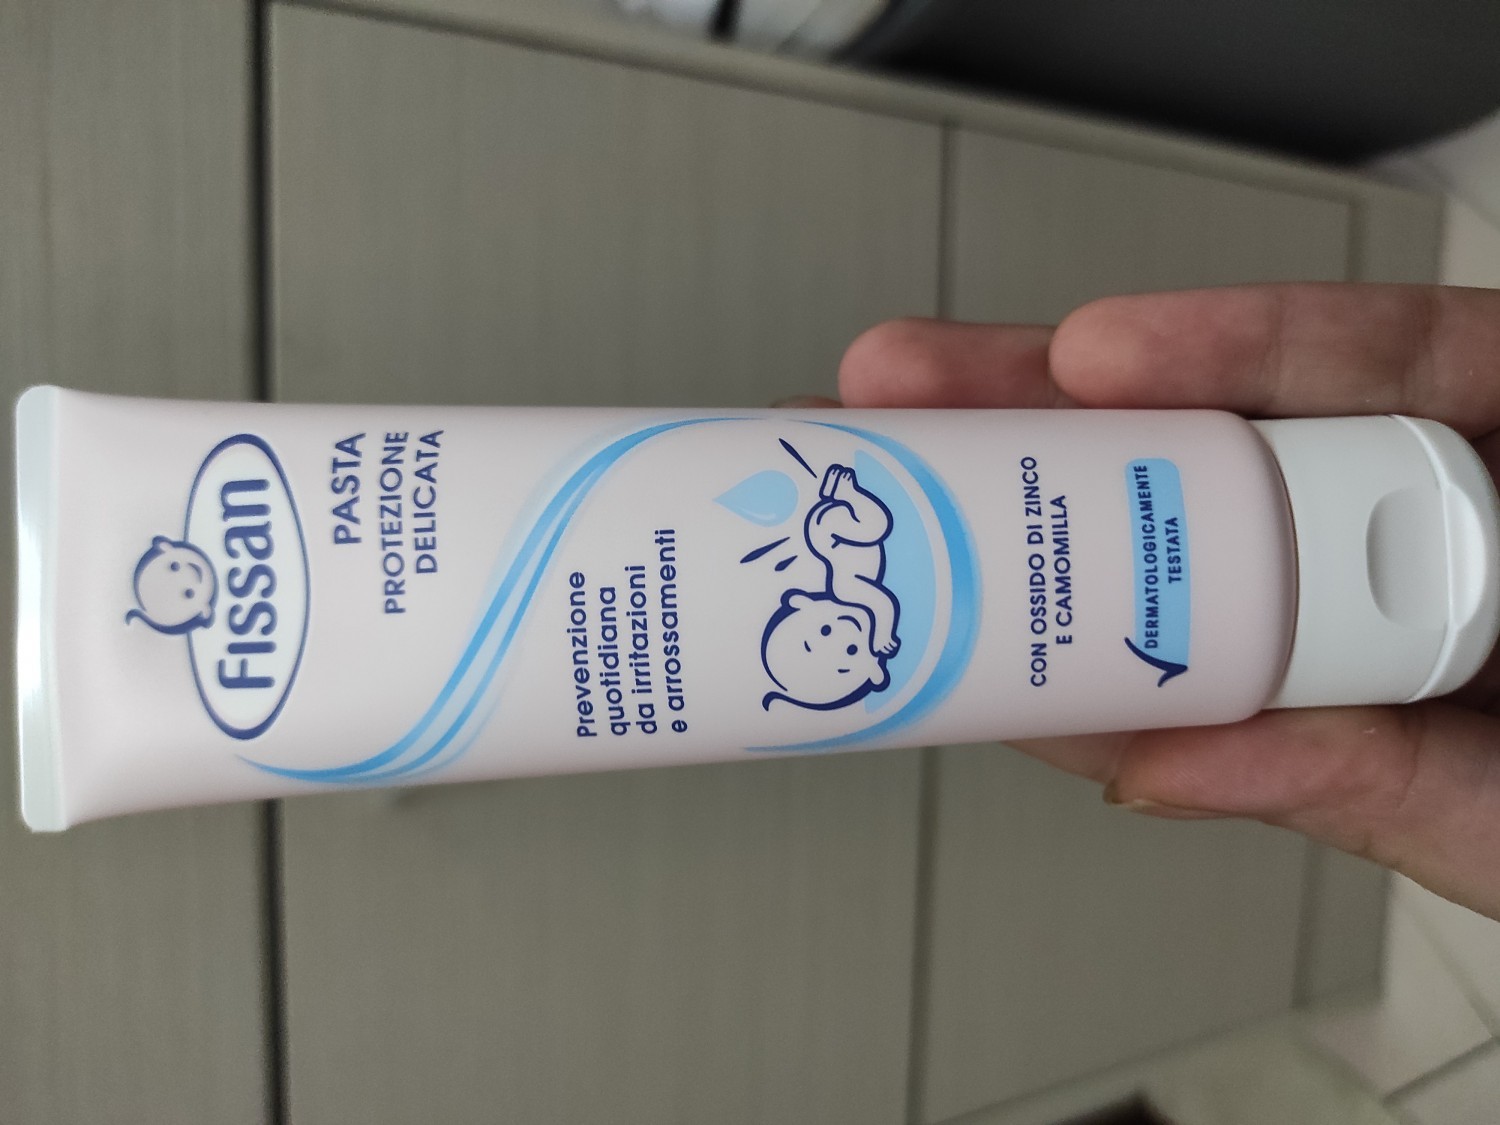 Fissan
PASTA
PROTEZIONE
DELICATA
Prevenzione
quotidiana
da irritazioni
e arrossamenti
CON OSSIDO DI ZINCO
E CAMOMILLA
DERMATOLOGICAMENTE
TESTATA